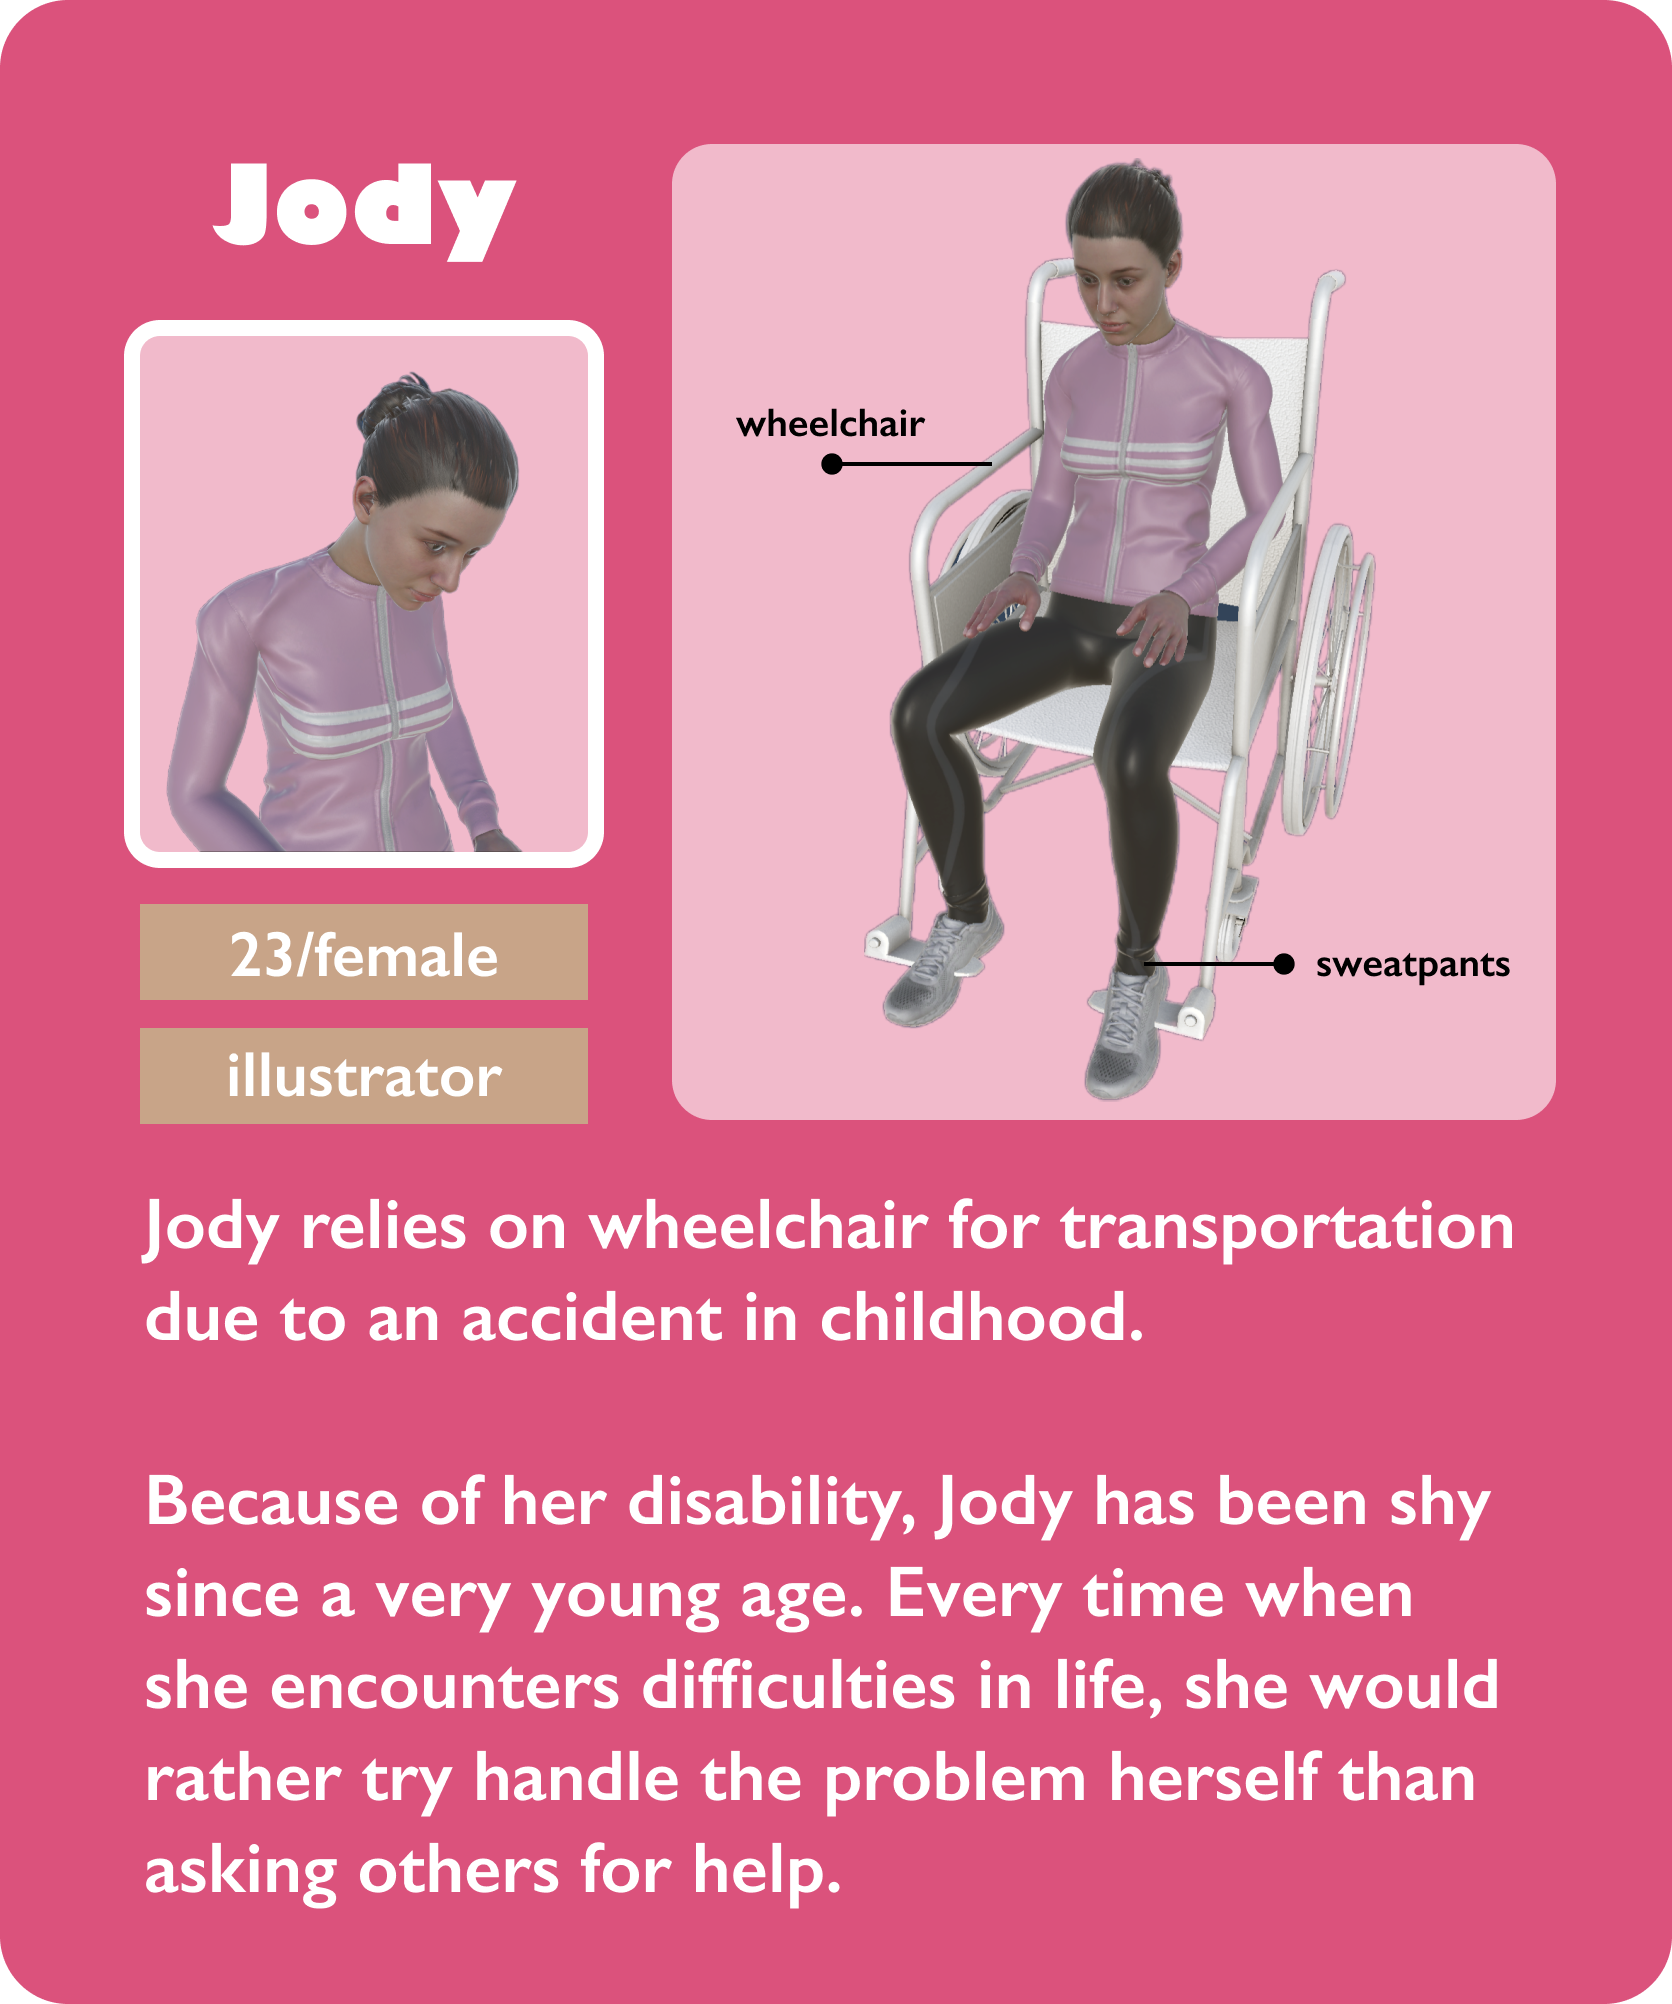 Jody
wheelchair
sweatpants
23/female
illustrator
Jody relies on wheelchair for transportation
due to an accident in childhood.
Because of her disability, Jody has been shy
since a very young age. Every time when
she encounters difficulties in life, she would
rather try handle the problem herself than
asking others for help.